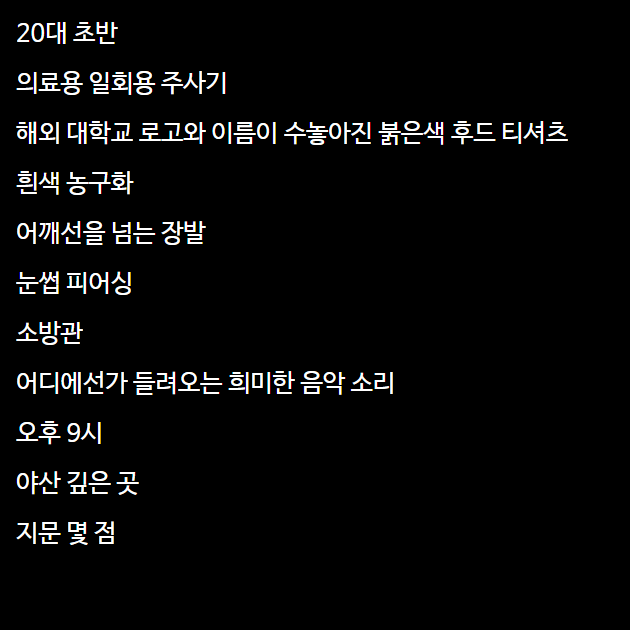 20대 초반
의료용 일회용 주사기
해외 대학교 로고와 이름이 수놓아진 붉은색 후드 티셔츠
흰색 농구화
어깨선을 넘는 장발
눈썹 피어싱
소방관
어디에선가 들려오는 희미한 음악 소리
오후 9시
야산 깊은 곳
지문 몇 점